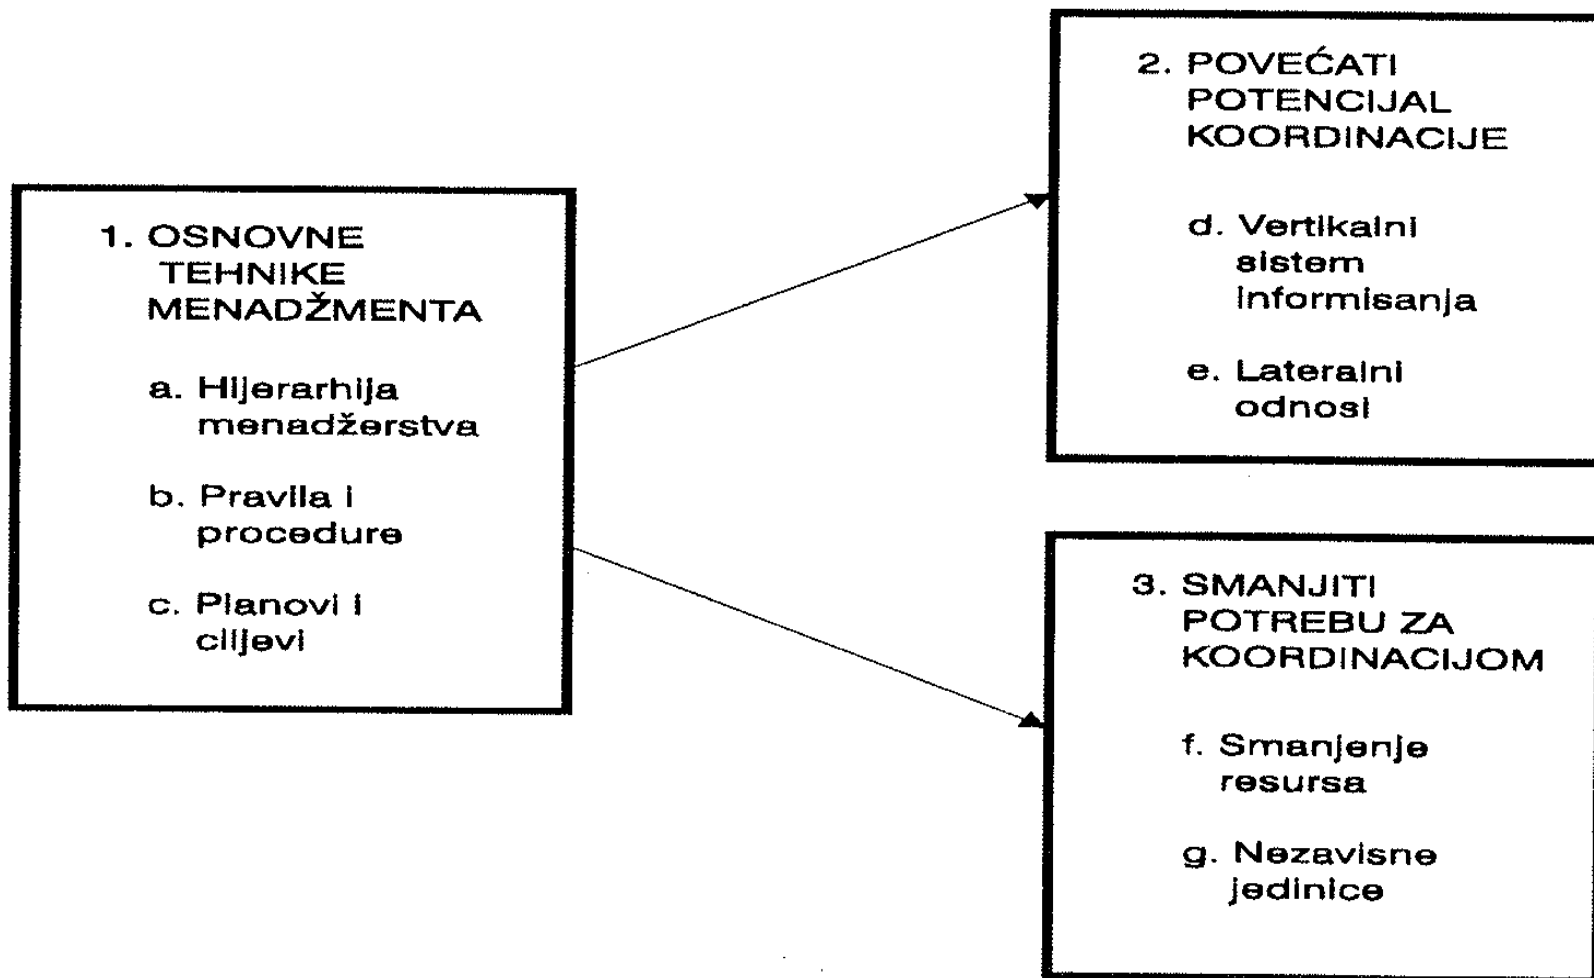 1. OSNOVNE
TEHNIKE
MENADŽMENTA
a. Hijerarhija
menadžerstva
b. Pravila i
procedure
c. Planovi i
ciljevi
2. POVEĆATI
POTENCIJAL
KOORDINACIJE
d. Vertikalni
sistem
informisanja
e. Lateralni
odnosi
3. SMANJITI
POTREBU ZA
KOORDINACIJOM
f. Smanjenje
resursa
g. Nezavisne
jedinice